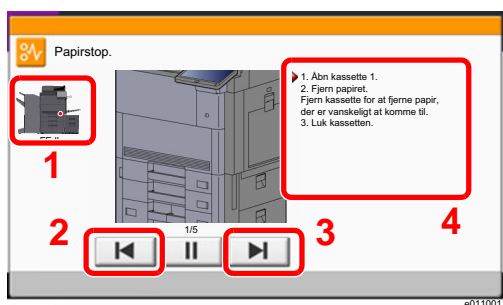 Papirstop.
1
1. Åbn kassette 1.
2. Fjern papiret.
Fjern kassette for at fjerne papir,
der er vanskeligt at komme til.
3. Luk kassetten.
4
1/5
2
3
e011001